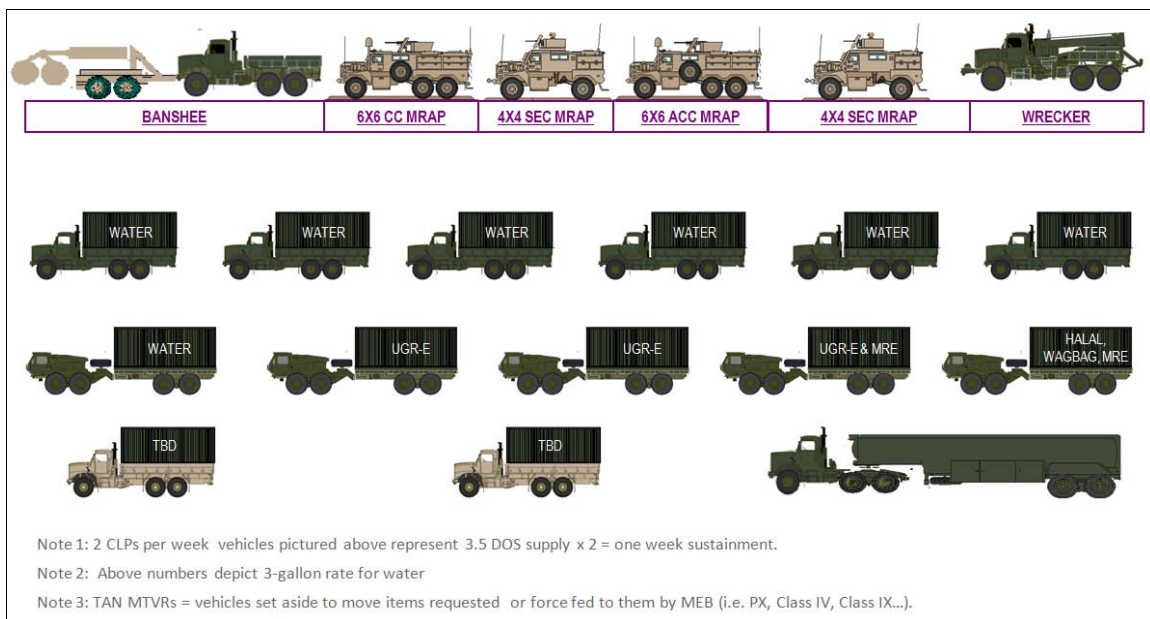 BANSHEE 6X6 CC MRAP 4X4 SEC MRAP 6X6 ACC MRAP 4X4 SEC MRAP WRECKER
WATER WATER WATER WATER WATER WATER
WATER UGR-E UGR-E UGR-E & MRE HALAL, WAGBAG, MRE
TBD TBD
Note 1: 2 CLPs per week vehicles pictured above represent 3.5 DOS supply x 2 = one week sustainment.
Note 2: Above numbers depict 3-gallon rate for water
Note 3: TAN MTVRs = vehicles set aside to move items requested or force fed to them by MEB (i.e. PX, Class IV, Class IX...).